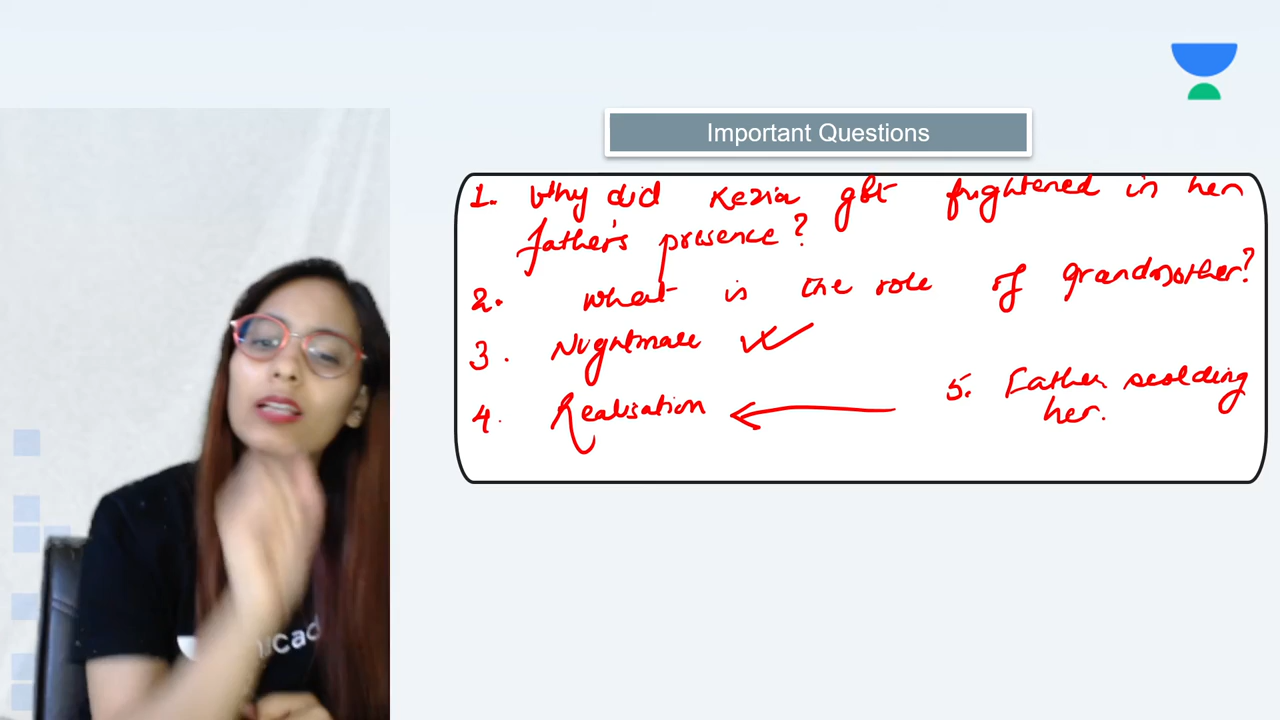 Important Questions
1. Why did Kezia get frightened in her
father's presence?
2. What is the role of grandmother?
3. Nightmare
4. Realisation
5. Father scolding
her.